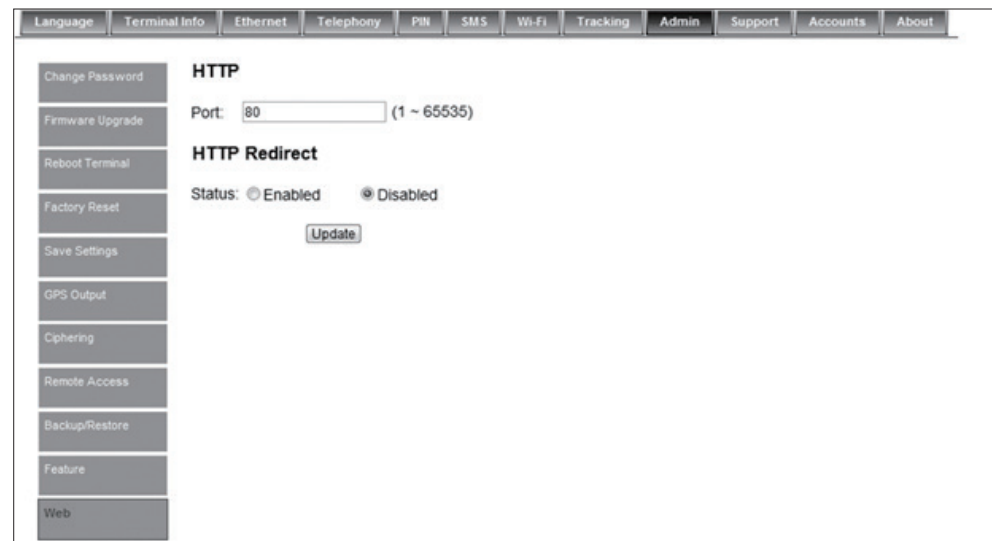 Language Terminal Info Ethernet Telephony PIN SMS Wi-Fi Tracking Admin Support Accounts About
Change Password
Firmware Upgrade
Reboot Terminal
Factory Reset
Save Settings
GPS Output
Ciphering
Remote Access
Backup/Restore
Feature
Web
HTTP
Port: 80 (1 ~ 65535)
HTTP Redirect
Status: Enabled Disabled
Update